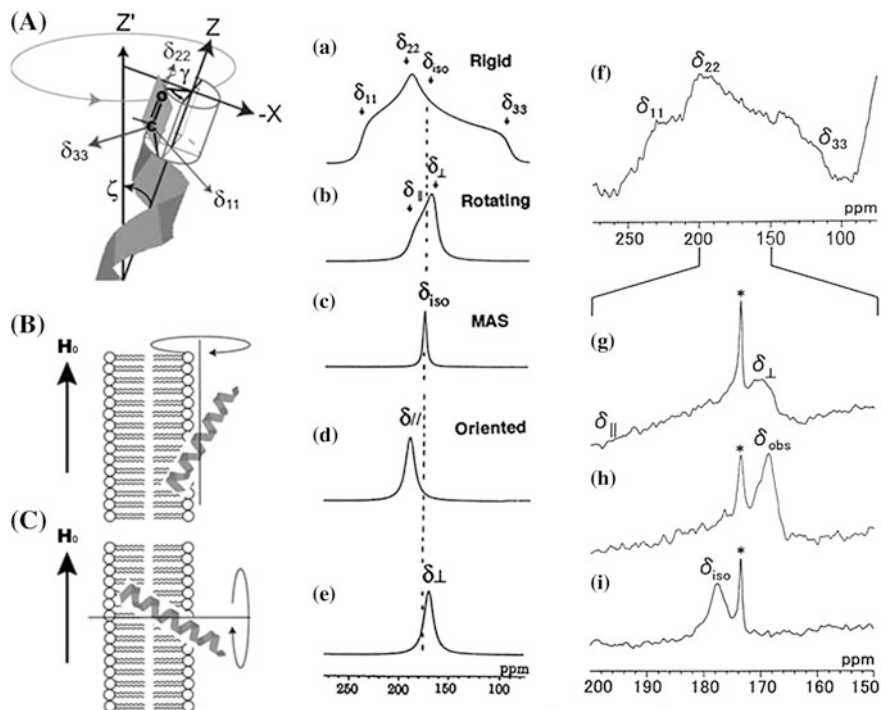 (A)
Z'
Z
δ22
γ
-X
O
C
δ33
ζ
δ11
(B)
H₀
(C)
H₀
(a)
δ22
δiso
Rigid
δ11
δ33
(b)
δ||
δ⊥
Rotating
(c)
δiso
MAS
(d)
δ//
Oriented
(e)
δ⊥
ppm
250 200 150 100
(f)
δ11
δ22
δ33
ppm
250 200 150 100
(g)
*
δ||
δ⊥
(h)
*
δobs
(i)
δiso
*
ppm
200 190 180 170 160 150